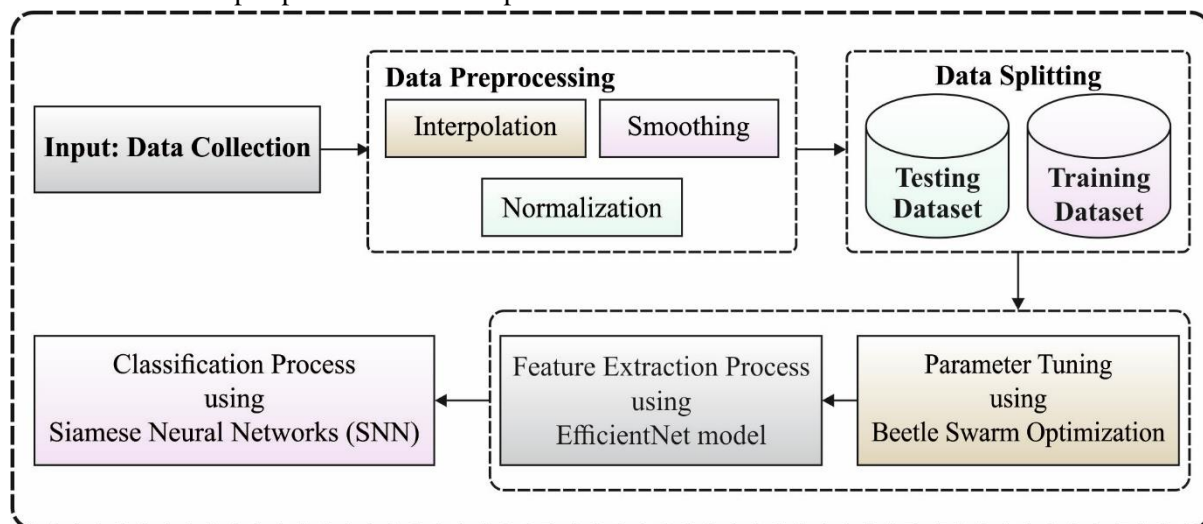 Data Preprocessing
Data Splitting
Input: Data Collection
Interpolation
Smoothing
Normalization
Testing
Dataset
Training
Dataset
Classification Process
using
Siamese Neural Networks (SNN)
Feature Extraction Process
using
EfficientNet model
Parameter Tuning
using
Beetle Swarm Optimization